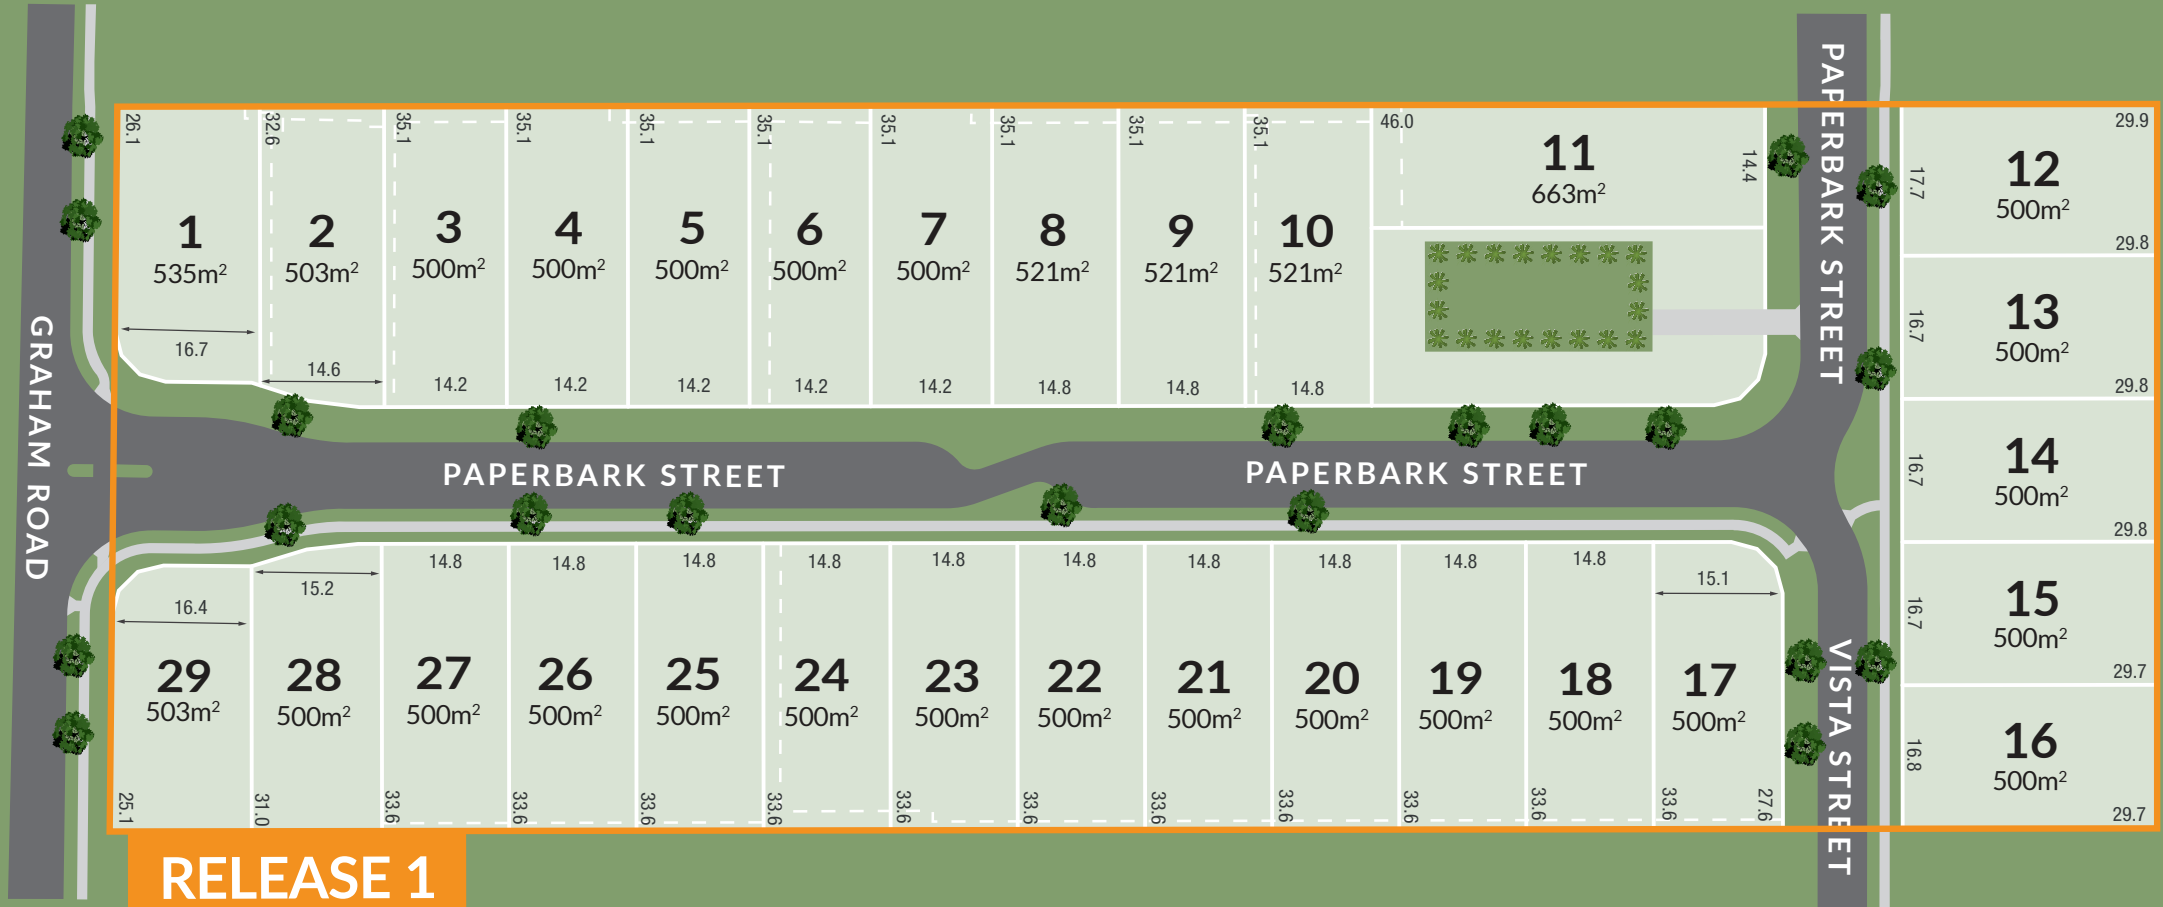 GRAHAM ROAD
26.1
1
535m²
16.7
32.6
2
503m²
14.6
35.1
3
500m²
14.2
35.1
4
500m²
14.2
35.1
5
500m²
14.2
35.1
6
500m²
14.2
35.1
7
500m²
14.2
35.1
8
521m²
14.8
35.1
9
521m²
14.8
35.1
10
521m²
14.8
46.0
11
663m²
14.4
PAPERBARK STREET
29.9
17.7
12
500m²
29.8
16.7
13
500m²
29.8
16.7
14
500m²
29.8
16.7
15
500m²
29.7
16.8
16
500m²
29.7
PAPERBARK STREET
PAPERBARK STREET
16.4
29
503m²
25.1
15.2
28
500m²
31.0
14.8
27
500m²
33.6
14.8
26
500m²
33.6
14.8
25
500m²
33.6
14.8
24
500m²
33.6
14.8
23
500m²
33.6
14.8
22
500m²
33.6
14.8
21
500m²
33.6
14.8
20
500m²
33.6
14.8
19
500m²
33.6
14.8
18
500m²
33.6
15.1
17
500m²
33.6
27.6
VISTA STREET
RELEASE 1